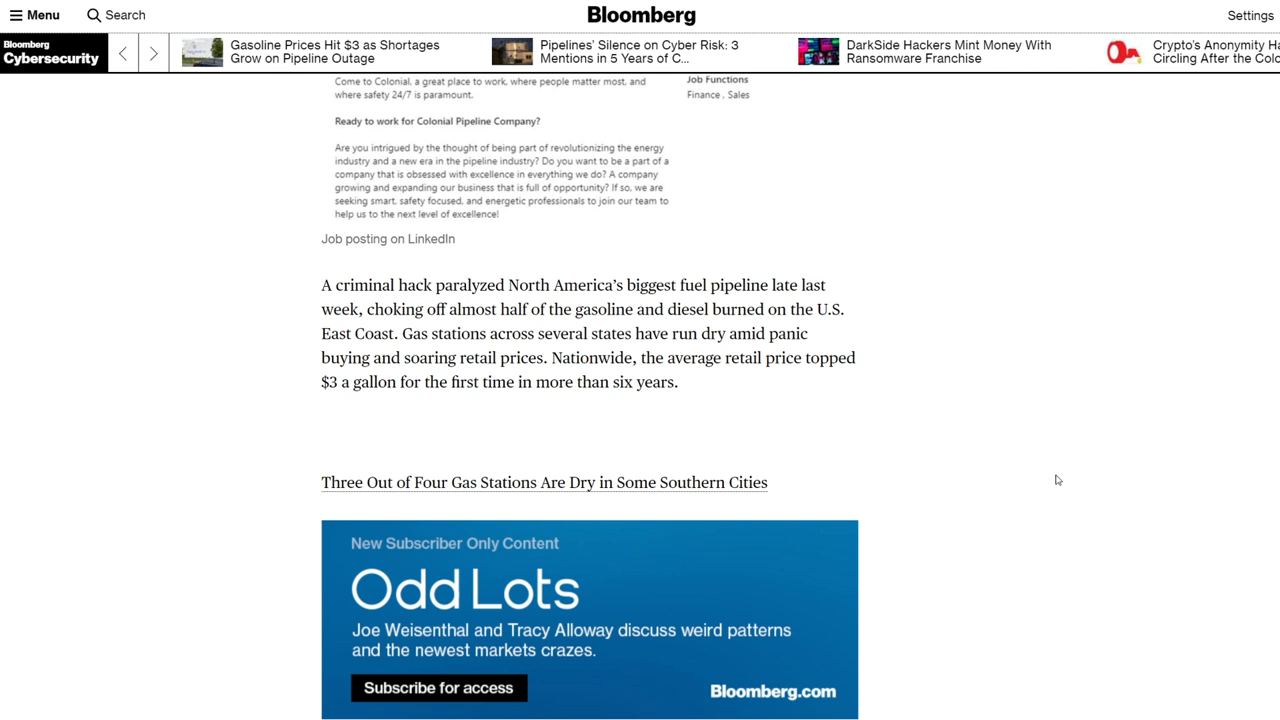 Menu
Search
Bloomberg
Settings
Bloomberg
Cybersecurity
Gasoline Prices Hit $3 as Shortages
Grow on Pipeline Outage
Pipelines' Silence on Cyber Risk: 3
Mentions in 5 Years of C...
DarkSide Hackers Mint Money With
Ransomware Franchise
Crypto's Anonymity Ha
Circling After the Colo
Come to Colonial, a great place to work, where people matter most, and
where safety 24/7 is paramount.
Job Functions
Finance , Sales
Ready to work for Colonial Pipeline Company?
Are you intrigued by the thought of being part of revolutionizing the energy
industry and a new era in the pipeline industry? Do you want to be a part of a
company that is obsessed with excellence in everything we do? A company
growing and expanding our business that is full of opportunity? If so, we are
seeking smart, safety focused, and energetic professionals to join our team to
help us to the next level of excellence!
Job posting on LinkedIn
A criminal hack paralyzed North America's biggest fuel pipeline late last
week, choking off almost half of the gasoline and diesel burned on the U.S.
East Coast. Gas stations across several states have run dry amid panic
buying and soaring retail prices. Nationwide, the average retail price topped
$3 a gallon for the first time in more than six years.
Three Out of Four Gas Stations Are Dry in Some Southern Cities
New Subscriber Only Content
Odd Lots
Joe Weisenthal and Tracy Alloway discuss weird patterns
and the newest markets crazes.
Subscribe for access
Bloomberg.com